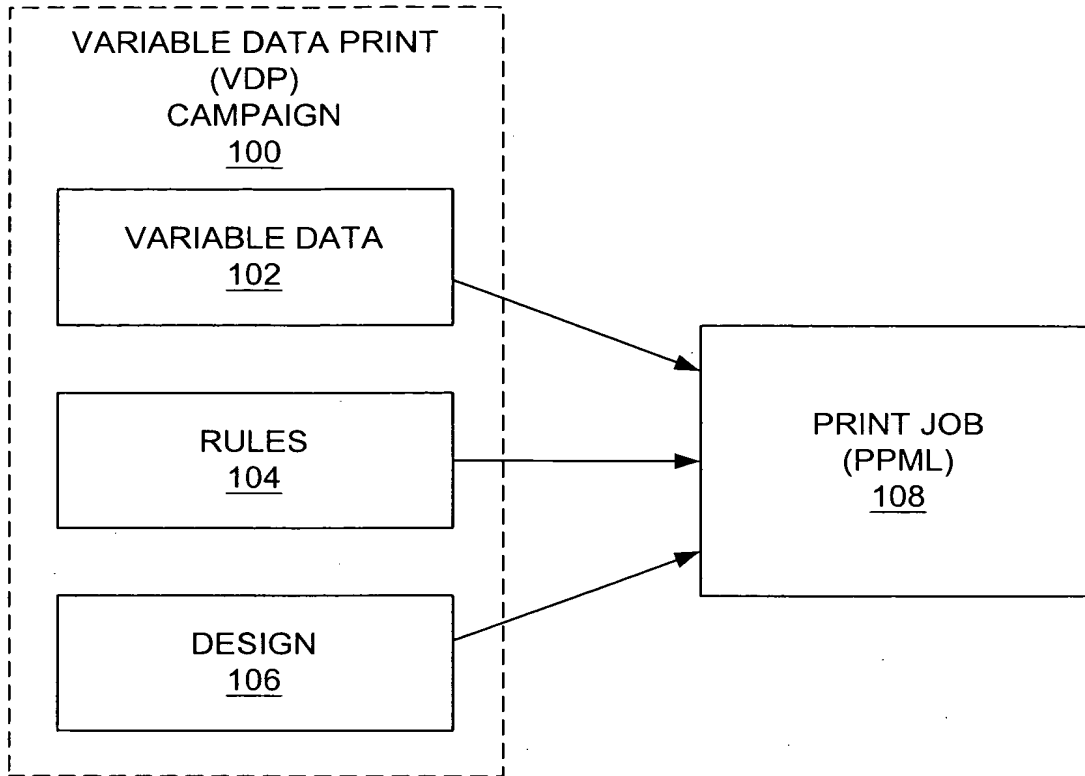 VARIABLE DATA PRINT
(VDP)
CAMPAIGN
100
VARIABLE DATA
102
RULES
104
DESIGN
106
PRINT JOB
(PPML)
108